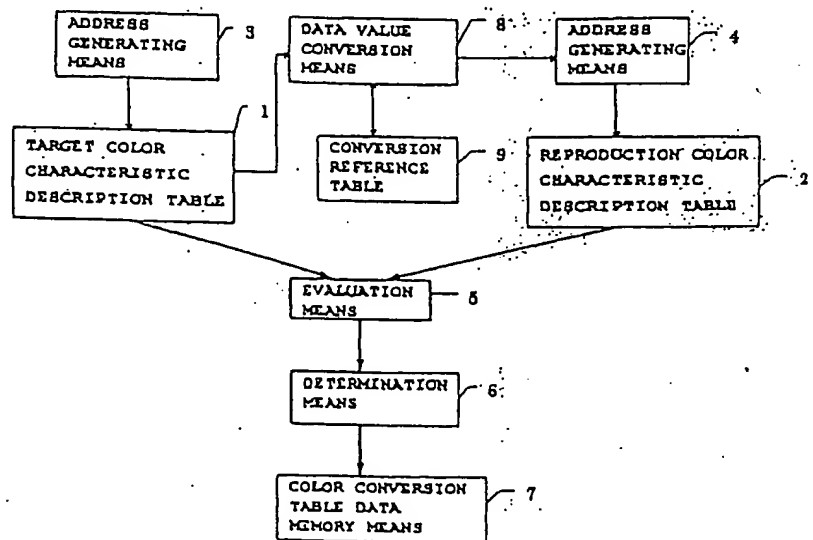 ADDRESS
GENERATING
MEANS
3
DATA VALUE
CONVERSION
MEANS
8
ADDRESS
GENERATING
MEANS
4
TARGET COLOR
CHARACTERISTIC
DESCRIPTION TABLE
1
CONVERSION
REFERENCE
TABLE
9
REPRODUCTION COLOR
CHARACTERISTIC
DESCRIPTION TABLE
2
EVALUATION
MEANS
5
DETERMINATION
MEANS
6
COLOR CONVERSION
TABLE DATA
MEMORY MEANS
7